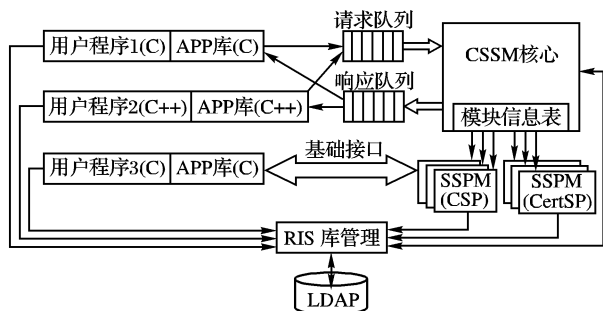 用户程序1(C) APP库(C)
请求队列
CSSM核心
响应队列
用户程序2(C++) APP库(C++)
模块信息表
用户程序3(C) APP库(C)
基础接口
SSPM
(CSP)
SSPM
(CertSP)
RIS 库管理
LDAP